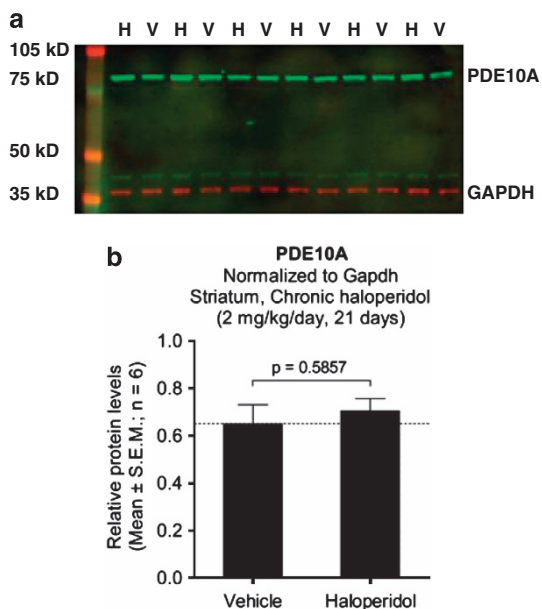 a
H V H V H V H V H V H V
105 kD
75 kD
50 kD
35 kD
PDE10A
GAPDH
b
PDE10A
Normalized to Gapdh
Striatum, Chronic haloperidol
(2 mg/kg/day, 21 days)
Relative protein levels
(Mean ± S.E.M.; n = 6)
1.0
0.8
0.6
0.4
0.2
0.0
p = 0.5857
Vehicle Haloperidol